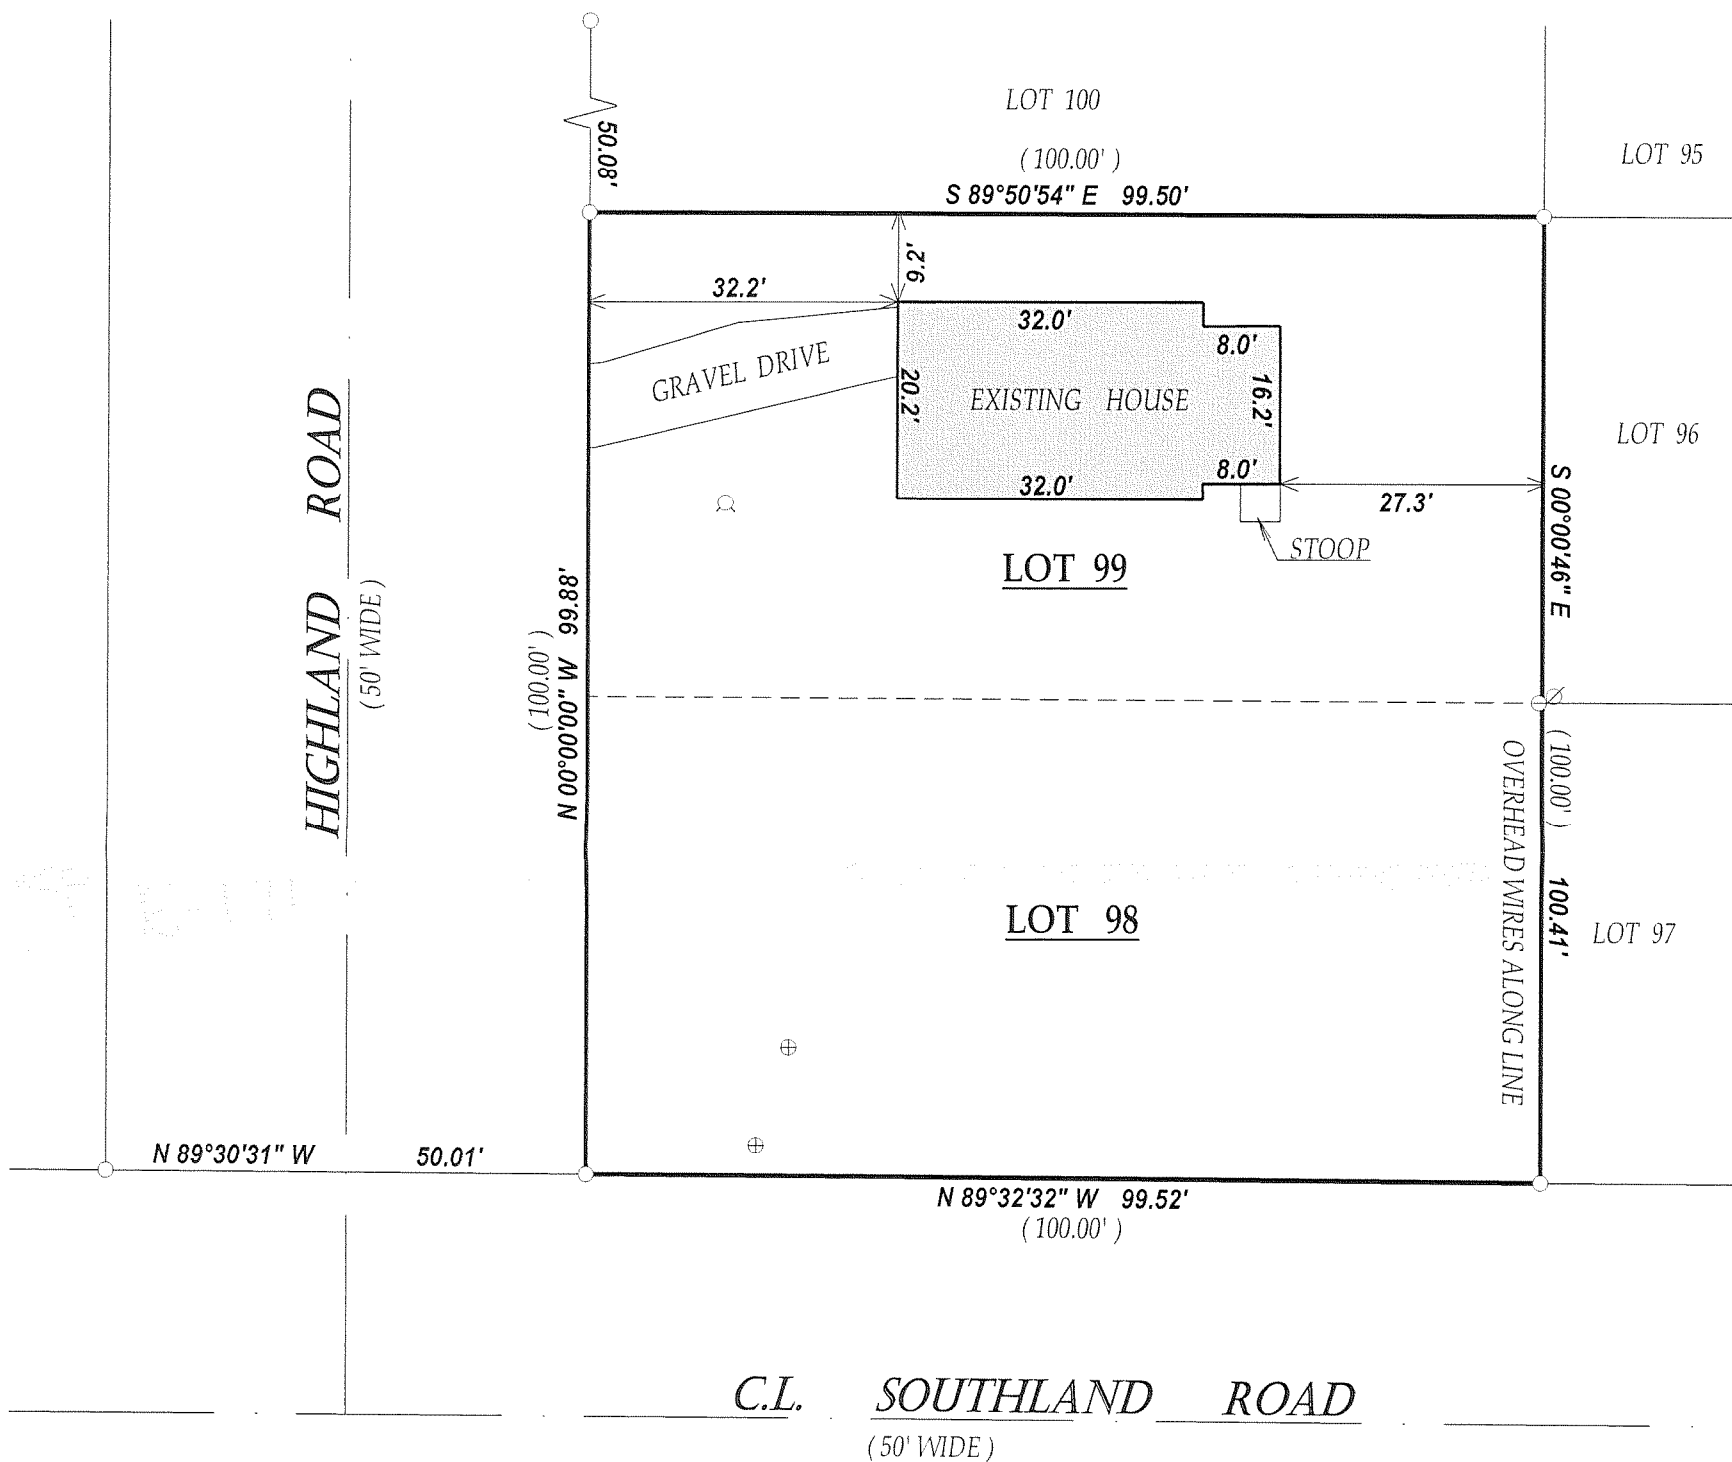 LOT 100
( 100.00' )
S 89°50'54" E 99.50'
LOT 95
50.08'
9.2'
32.2'
32.0'
8.0'
GRAVEL DRIVE
20.2'
EXISTING HOUSE
16.2'
LOT 96
8.0'
32.0'
27.3'
STOOP
LOT 99
S 00°00'46" E
HIGHLAND ROAD
( 50' WIDE )
N 00°00'00" W 99.88'
( 100.00' )
( 100.00' )
100.41'
OVERHEAD WIRES ALONG LINE
LOT 98
LOT 97
N 89°30'31" W 50.01'
N 89°32'32" W 99.52'
( 100.00' )
C.L. SOUTHLAND ROAD
( 50' WIDE )